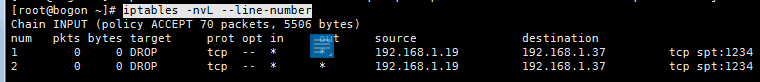 [root@bogon ~]# iptables -nvL --line-number
Chain INPUT (policy ACCEPT 70 packets, 5506 bytes)
num pkts bytes target prot opt in out source destination
1 0 0 DROP tcp -- * * 192.168.1.19 192.168.1.37 tcp spt:1234
2 0 0 DROP tcp -- * * 192.168.1.19 192.168.1.37 tcp spt:1234